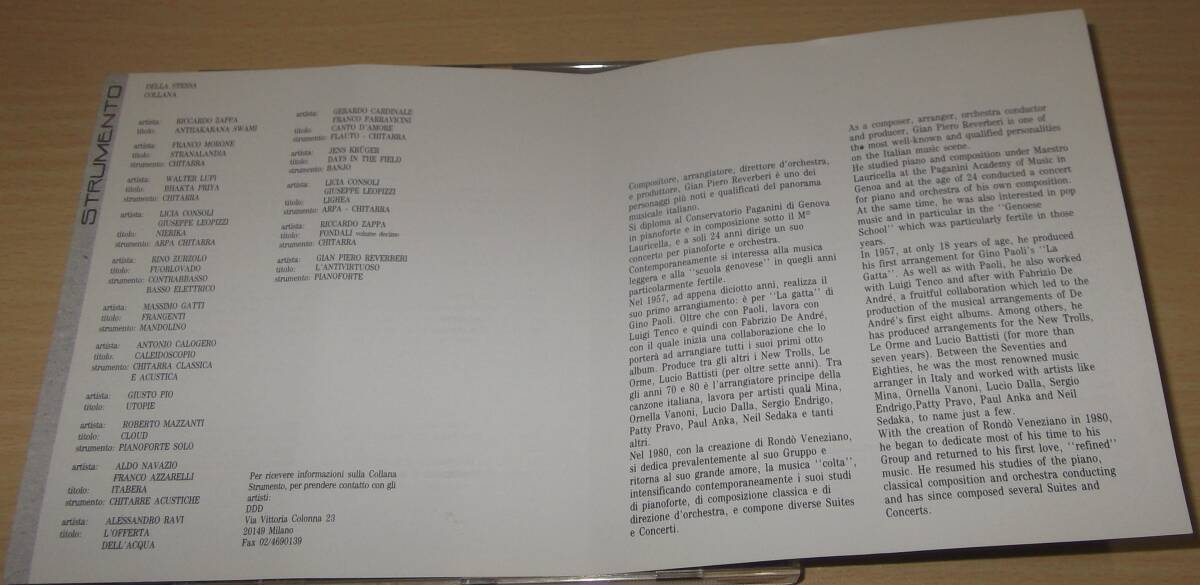 STRUMENTO
DELLA STESSA
COLLANA
artista: RICCARDO ZAPPA
titolo: ANTHAKARANA SWAMI
artista: FRANCO MORONE
titolo: STRANALANDIA
strumento: CHITARRA
artista: WALTER LUPI
titolo: BHAKTA PRIYA
strumento: CHITARRA
artista: LICIA CONSOLI
GIUSEPPE LEOPIZZI
titolo: NIERIKA
strumento: ARPA CHITARRA
artista: RINO ZURZOLO
titolo: FUORLOVADO
strumento: CONTRABBASSO
BASSO ELETTRICO
artista: MASSIMO GATTI
titolo: FRANGENTI
strumento: MANDOLINO
artista: ANTONIO CALOGERO
titolo: CALEIDOSCOPIO
strumento: CHITARRA CLASSICA
E ACUSTICA
artista: GIUSTO PIO
titolo: UTOPIE
artista: ROBERTO MAZZANTI
titolo: CLOUD
strumento: PIANOFORTE SOLO
artista: ALDO NAVAZIO
FRANCO AZZARELLI
titolo: ITABERA
strumento: CHITARRE ACUSTICHE
artista: ALESSANDRO RAVI
titolo: L'OFFERTA
DELL'ACQUA
artista: GERARDO CARDINALE
FRANCO FARRAVICINI
titolo: CANTO D'AMORE
strumento: FLAUTO - CHITARRA
artista: JENS KRÜGER
titolo: DAYS IN THE FIELD
strumento: BANJO
artista: LICIA CONSOLI
GIUSEPPE LEOPIZZI
titolo: LIGHEA
strumento: ARPA - CHITARRA
artista: RICCARDO ZAPPA
titolo: FONDALI volume decimo
strumento: CHITARRA
artista: GIAN PIERO REVERBERI
titolo: L'ANTIVIRTUOSO
strumento: PIANOFORTE
Per ricevere informazioni sulla Collana
Strumento, per prendere contatto con gli
artisti:
DDD
Via Vittoria Colonna 23
20149 Milano
Fax 02/4690139
Compositore, arrangiatore, direttore d'orchestra,
e produttore, Gian Piero Reverberi è uno dei
personaggi più noti e qualificati del panorama
musicale italiano.
Si diploma al Conservatorio Paganini di Genova
in pianoforte e in composizione sotto il Mº
Lauricella, e a soli 24 anni dirige un suo
concerto per pianoforte e orchestra.
Contemporaneamente si interessa alla musica
leggera e alla "scuola genovese" in quegli anni
particolarmente fertile.
Nel 1957, ad appena diciotto anni, realizza il
suo primo arrangiamento: è per "La gatta" di
Gino Paoli. Oltre che con Paoli, lavora con
Luigi Tenco e quindi con Fabrizio De André,
con il quale inizia una collaborazione che lo
porterà ad arrangiare tutti i suoi primi otto
album. Produce tra gli altri i New Trolls, Le
Orme, Lucio Battisti (per oltre sette anni). Tra
gli anni 70 e 80 è l'arrangiatore principe della
canzone italiana, lavora per artisti quali Mina,
Ornella Vanoni, Lucio Dalla, Sergio Endrigo,
Patty Pravo, Paul Anka, Neil Sedaka e tanti
altri.
Nel 1980, con la creazione di Rondò Veneziano,
si dedica prevalentemente al suo Gruppo e
ritorna al suo grande amore, la musica "colta",
intensificando contemporaneamente i suoi studi
di pianoforte, di composizione classica e di
direzione d'orchestra, e compone diverse Suites
e Concerti.
As a composer, arranger, orchestra conductor
and producer, Gian Piero Reverberi is one of
the most well-known and qualified personalities
on the Italian music scene.
He studied piano and composition under Maestro
Lauricella at the Paganini Academy of Music in
Genoa and at the age of 24 conducted a concert
for piano and orchestra of his own composition.
At the same time, he was also interested in pop
music and in particular in the "Genoese
School" which was particularly fertile in those
years.
In 1957, at only 18 years of age, he produced
his first arrangement for Gino Paoli's "La
Gatta". As well as with Paoli, he also worked
with Luigi Tenco and after with Fabrizio De
André, a fruitful collaboration which led to the
production of the musical arrangements of De
André's first eight albums. Among others, he
has produced arrangements for the New Trolls,
Le Orme and Lucio Battisti (for more than
seven years). Between the Seventies and
Eighties, he was the most renowned music
arranger in Italy and worked with artists like
Mina, Ornella Vanoni, Lucio Dalla, Sergio
Endrigo,Patty Pravo, Paul Anka and Neil
Sedaka, to name just a few.
With the creation of Rondò Veneziano in 1980,
he began to dedicate most of his time to his
Group and returned to his first love, "refined"
music. He resumed his studies of the piano,
classical composition and orchestra conducting
and has since composed several Suites and
Concerts.